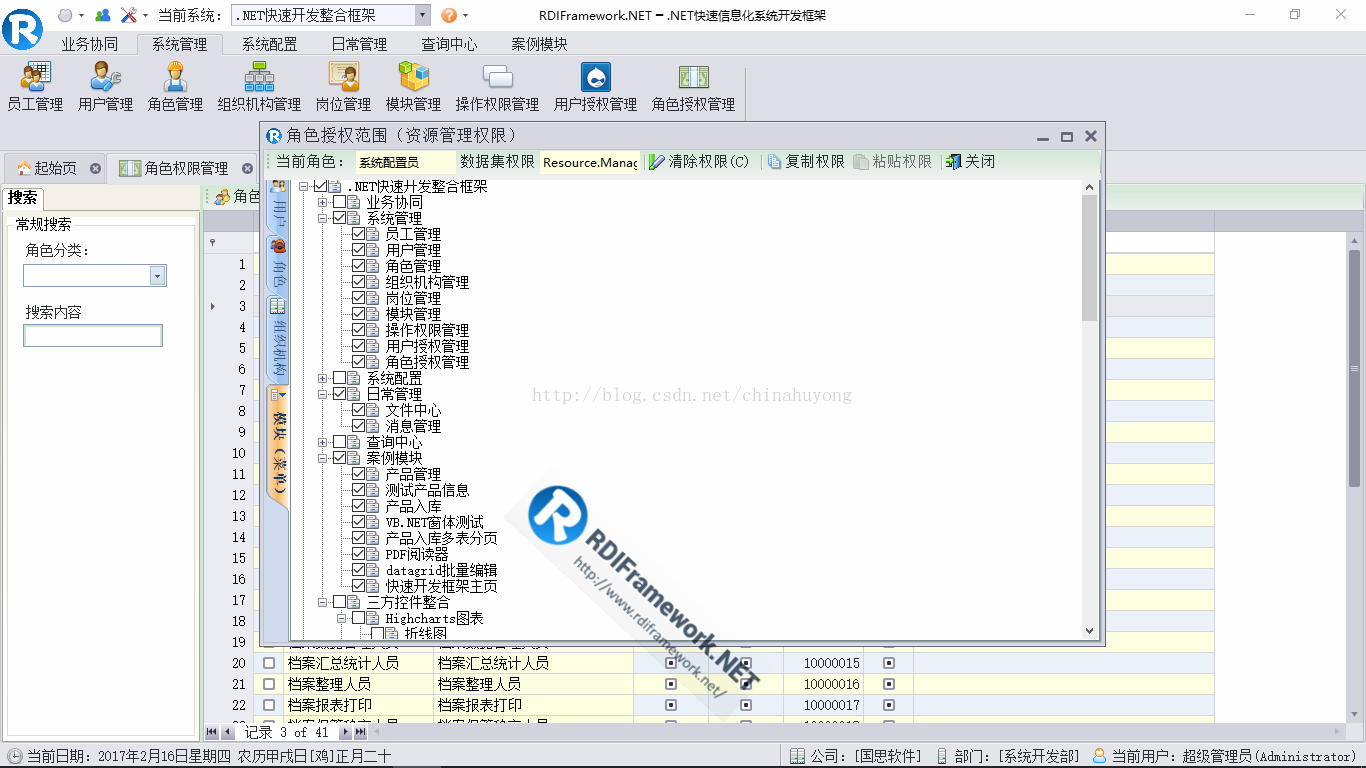 当前系统： .NET快速开发整合框架
RDIFramework.NET － .NET快速信息化系统开发框架
业务协同 系统管理 系统配置 日常管理 查询中心 案例模块
员工管理 用户管理 角色管理 组织机构管理 岗位管理 模块管理 操作权限管理 用户授权管理 角色授权管理
角色授权范围（资源管理权限）
起始页 角色权限管理
当前角色： 系统配置员 数据集权限 Resource.Manag 清除权限(C) 复制权限 粘贴权限 关闭
搜索
常规搜索
角色分类：
搜索内容
角色
用户
角色
组织机构
模块（菜单）
.NET快速开发整合框架
业务协同
系统管理
员工管理
用户管理
角色管理
组织机构管理
岗位管理
模块管理
操作权限管理
用户授权管理
角色授权管理
系统配置
日常管理
文件中心
消息管理
查询中心
案例模块
产品管理
测试产品信息
产品入库
VB.NET窗体测试
产品入库多表分页
PDF阅读器
datagrid批量编辑
快速开发框架主页
三方控件整合
Highcharts图表
折线图
http://blog.csdn.net/chinahuyong
RDIFramework.NET
http://www.rdiframework.net/
1
2
3
4
5
6
7
8
9
10
11
12
13
14
15
16
17
18
19
20 档案汇总统计人员 档案汇总统计人员 10000015
21 档案整理人员 档案整理人员 10000016
22 档案报表打印 档案报表打印 10000017
记录 3 of 41
当前日期：2017年2月16日星期四 农历甲戌日[鸡]正月二十
公司：[国思软件] 部门：[系统开发部] 当前用户：超级管理员(Administrator)